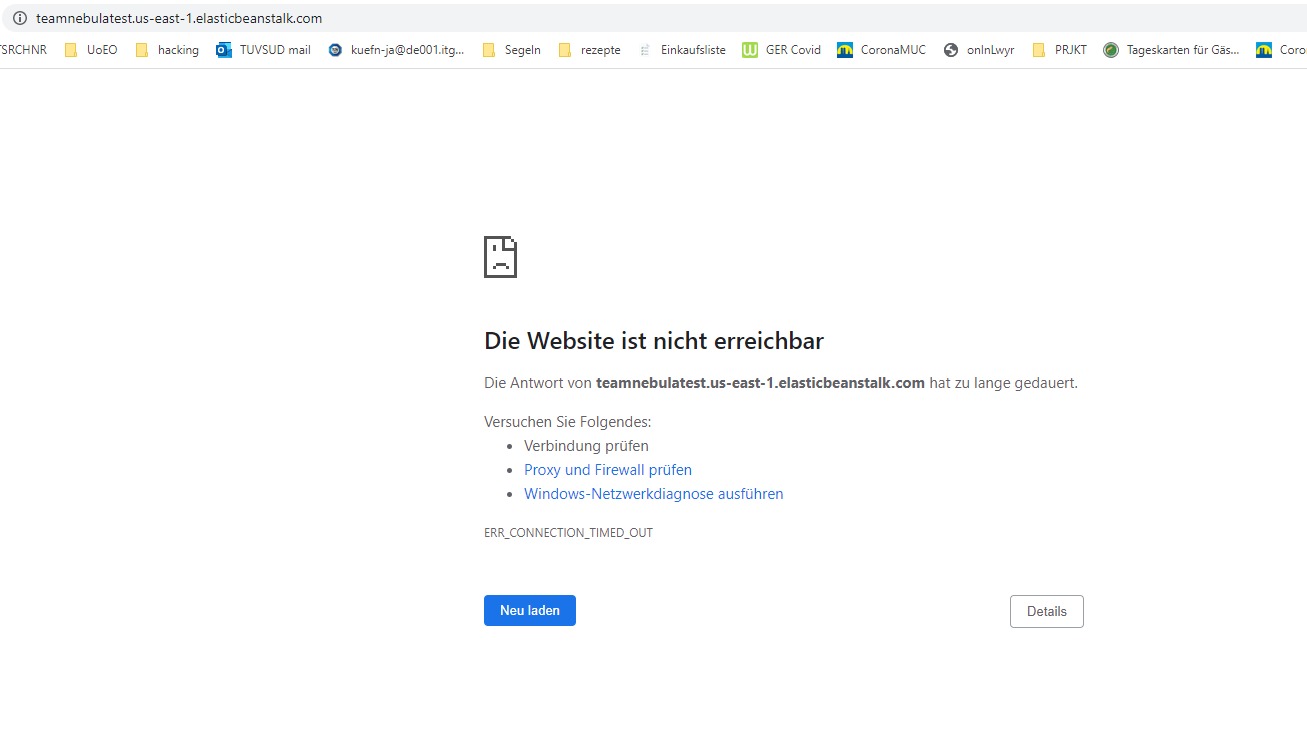 teamnebulatest.us-east-1.elasticbeanstalk.com
TSRCHNR UoEO hacking TUVSUD mail kuefn-ja@de001.itg... Segeln rezepte Einkaufsliste GER Covid CoronaMUC onlnLwyr PRJKT Tageskarten für Gäs... Coro
Die Website ist nicht erreichbar
Die Antwort von teamnebulatest.us-east-1.elasticbeanstalk.com hat zu lange gedauert.
Versuchen Sie Folgendes:
• Verbindung prüfen
• Proxy und Firewall prüfen
• Windows-Netzwerkdiagnose ausführen
ERR_CONNECTION_TIMED_OUT
Neu laden Details